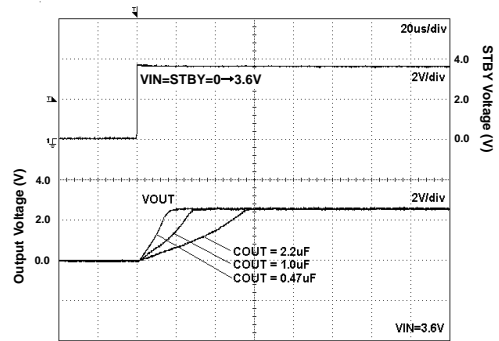 20us/div
4.0
2V/div
VIN=STBY=0→3.6V
2.0
0.0
STBY Voltage (V)
4.0
VOUT
2V/div
2.0
0.0
Output Voltage (V)
COUT = 2.2uF
COUT = 1.0uF
COUT = 0.47uF
VIN=3.6V